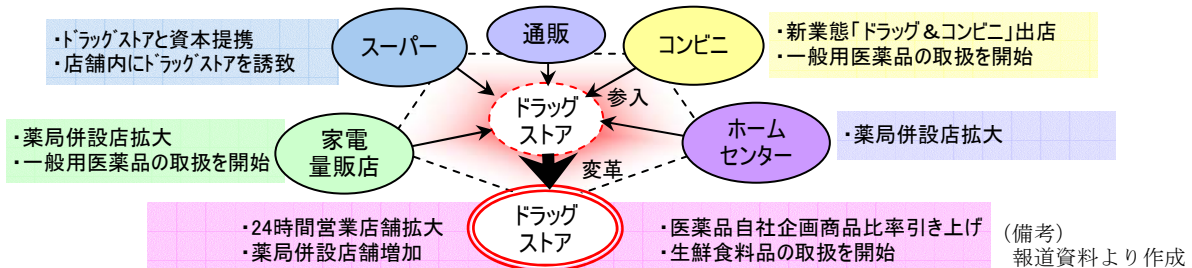 ・ドラッグストアと資本提携
・店舗内にドラッグストアを誘致
スーパー
通販
コンビニ
・新業態「ドラッグ&コンビニ」出店
・一般用医薬品の取扱を開始
ドラッグ
ストア
参入
・薬局併設店拡大
・一般用医薬品の取扱を開始
家電
量販店
ホーム
センター
・薬局併設店拡大
変革
・24時間営業店舗拡大
・薬局併設店舗増加
ドラッグ
ストア
・医薬品自社企画商品比率引き上げ
・生鮮食料品の取扱を開始
(備考)
報道資料より作成